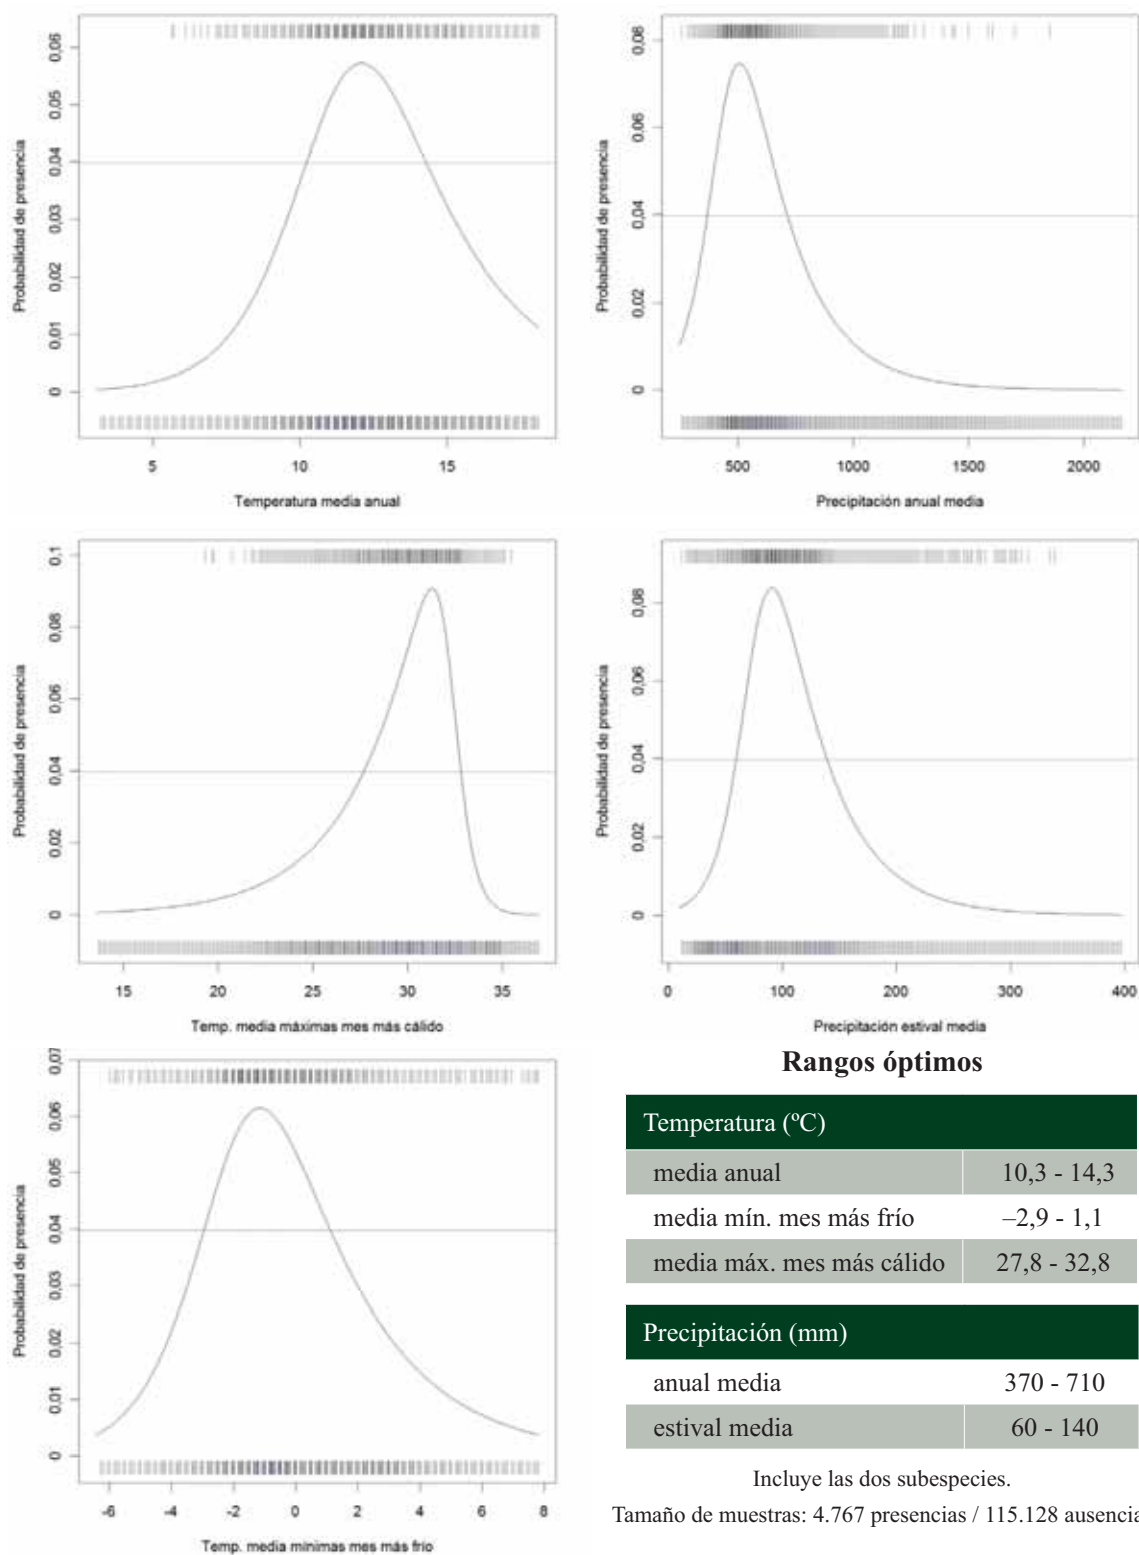 0,06
0,05
0,04
0,03
0,02
0,01
0
Probabilidad de presencia
5
10
15
Temperatura media anual
0,08
0,06
0,04
0,02
0
Probabilidad de presencia
500
1000
1500
2000
Precipitación anual media
0,1
0,08
0,06
0,04
0,02
0
Probabilidad de presencia
15
20
25
30
35
Temp. media máximas mes más cálido
0,08
0,06
0,04
0,02
0
Probabilidad de presencia
0
100
200
300
400
Precipitación estival media
0,07
0,06
0,05
0,04
0,03
0,02
0,01
0
Probabilidad de presencia
-6
-4
-2
0
2
4
6
8
Temp. media mínimas mes más frío
Rangos óptimos
Temperatura (ºC)
media anual 10,3 - 14,3
media mín. mes más frío –2,9 - 1,1
media máx. mes más cálido 27,8 - 32,8
Precipitación (mm)
anual media 370 - 710
estival media 60 - 140
Incluye las dos subespecies.
Tamaño de muestras: 4.767 presencias / 115.128 ausencia